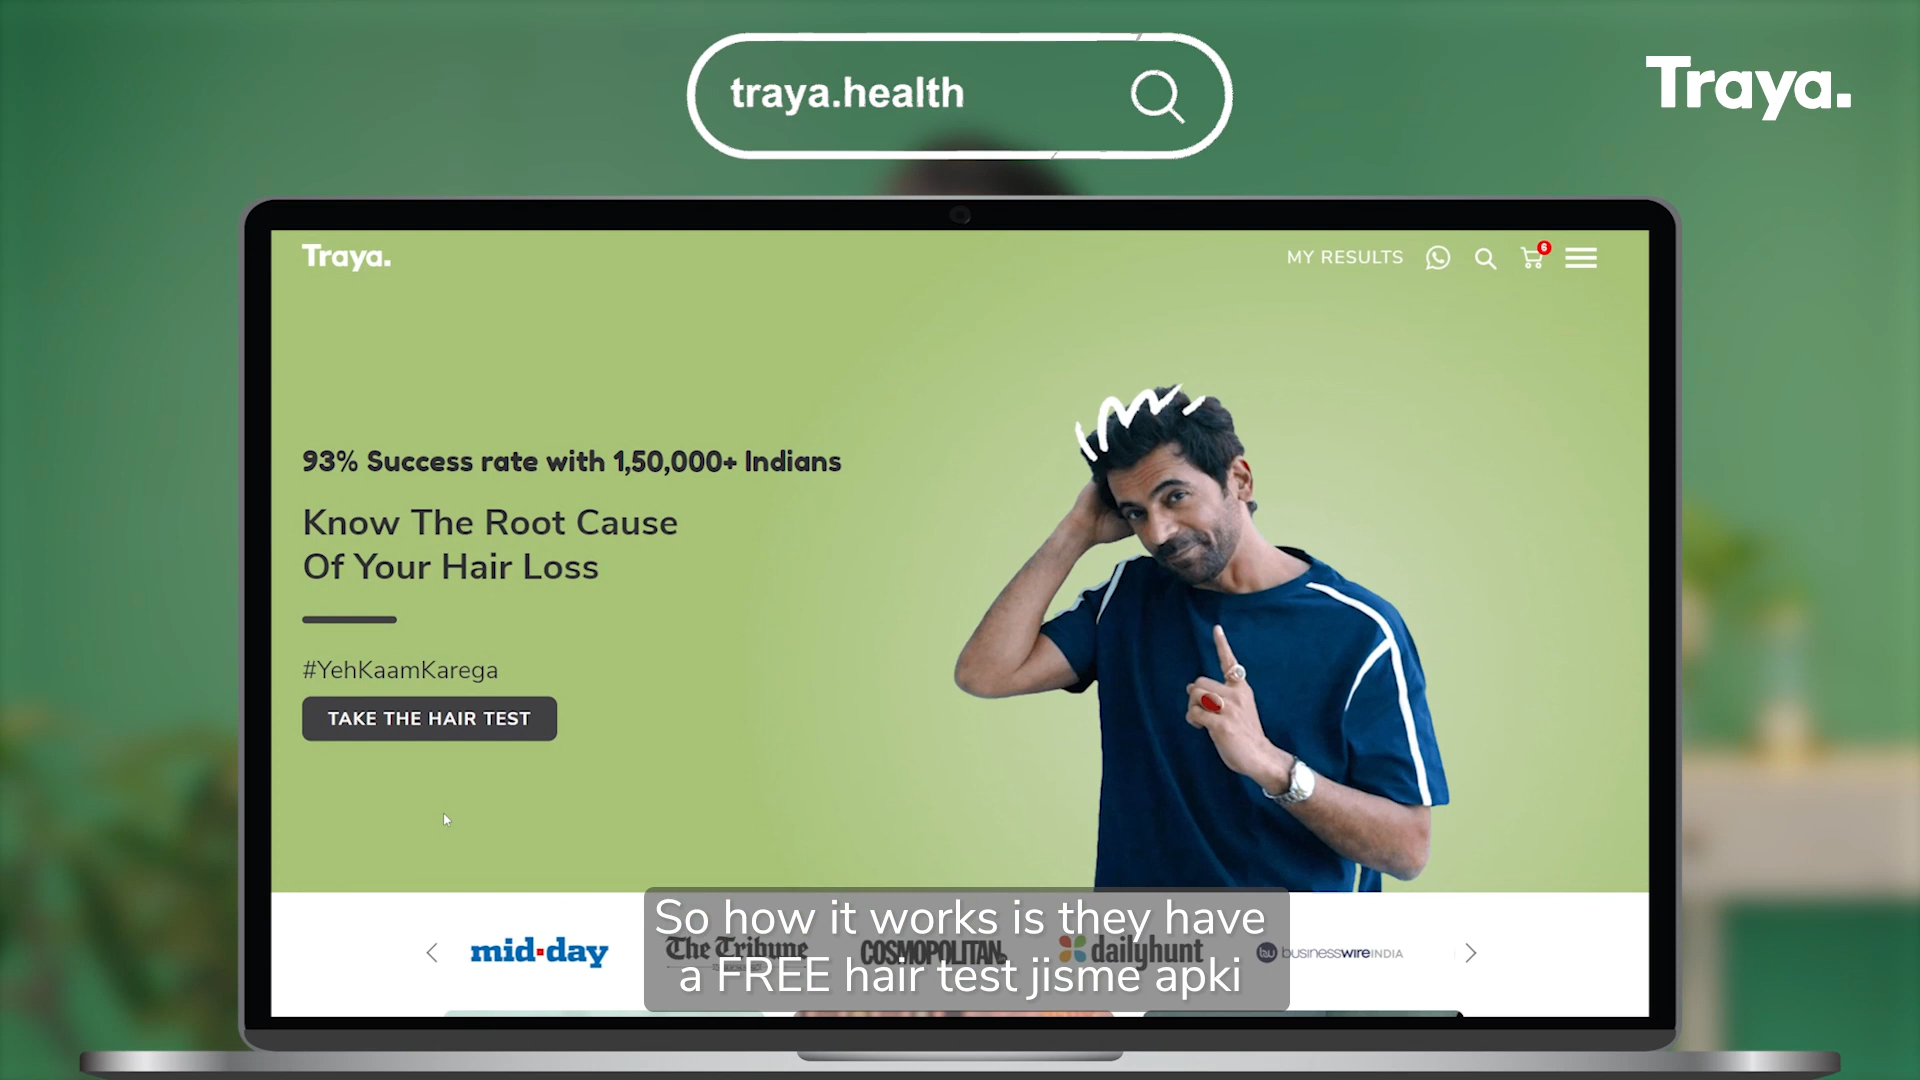 traya.health
Traya.
Traya.
MY RESULTS
6
93% Success rate with 1,50,000+ Indians
Know The Root Cause
Of Your Hair Loss
#YehKaamKarega
TAKE THE HAIR TEST
mid-day
The Tribune
COSMOPOLITAN
dailyhunt
businesswireINDIA
So how it works is they have
a FREE hair test jisme apki